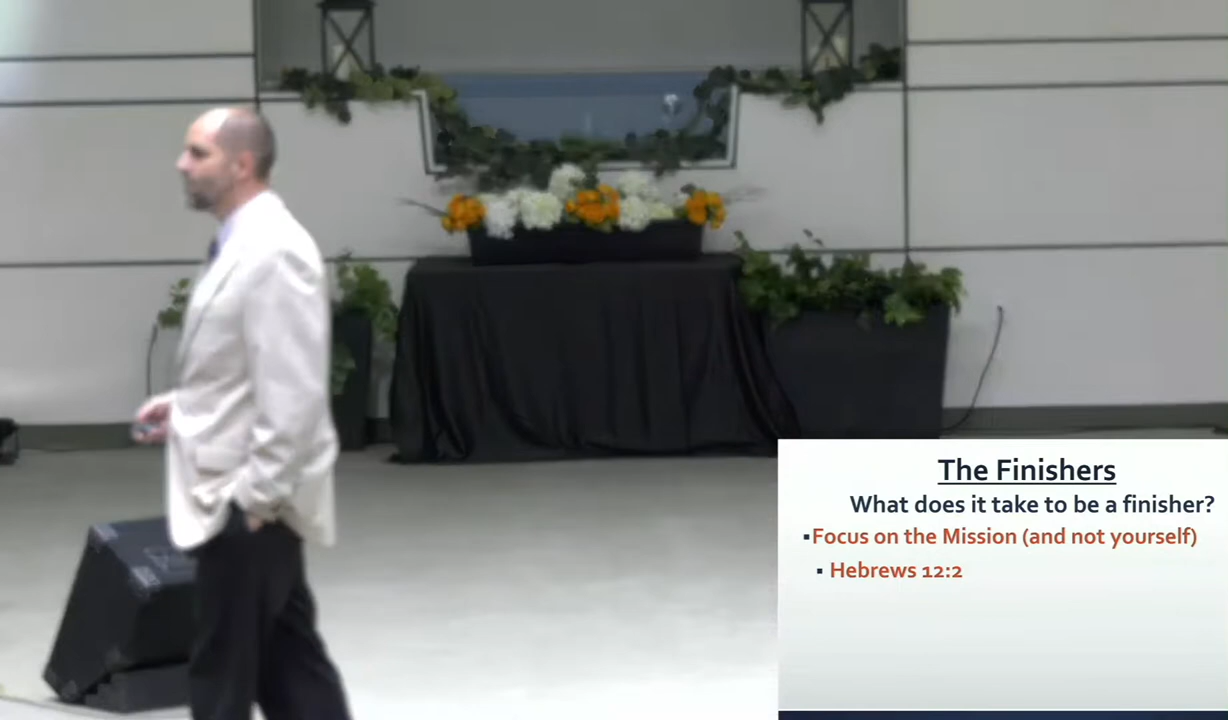 The Finishers
What does it take to be a finisher?
▪Focus on the Mission (and not yourself)
▪ Hebrews 12:2